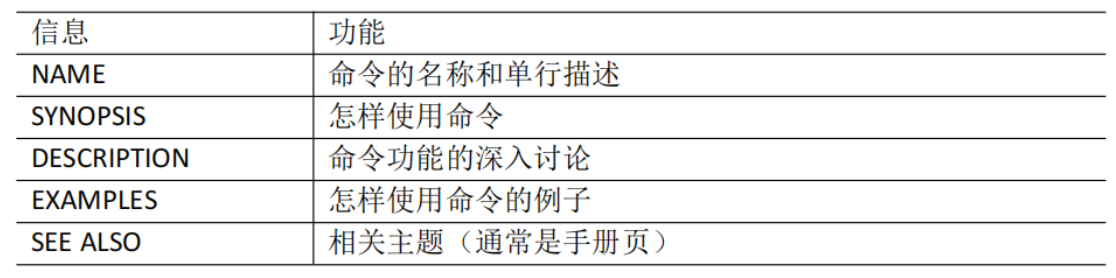 信息 功能
NAME 命令的名称和单行描述
SYNOPSIS 怎样使用命令
DESCRIPTION 命令功能的深入讨论
EXAMPLES 怎样使用命令的例子
SEE ALSO 相关主题（通常是手册页）